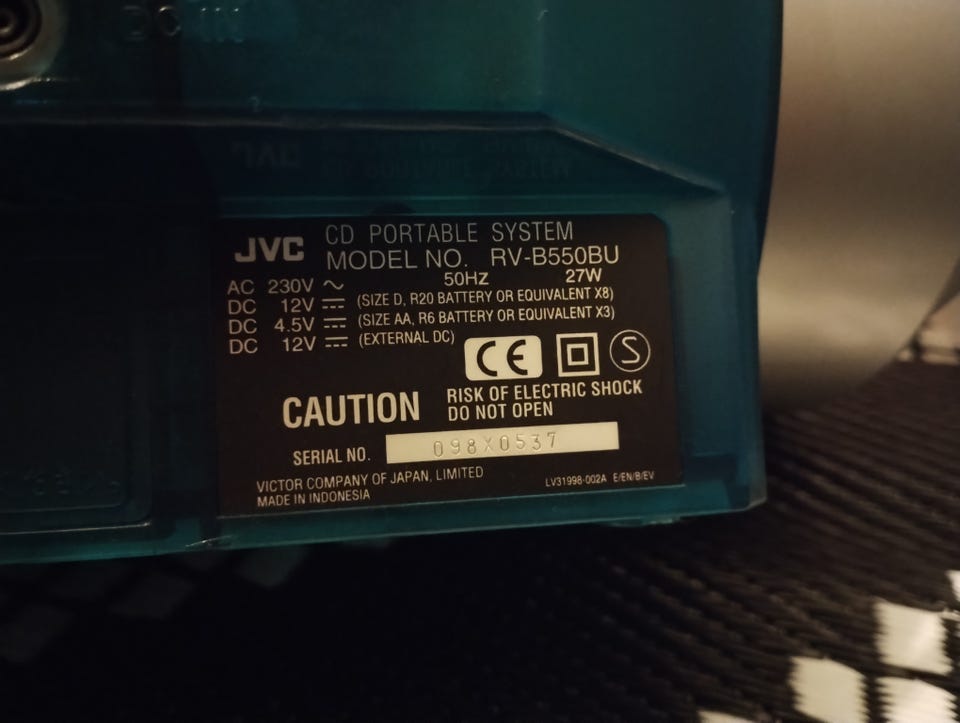 DC IN
JVC CD PORTABLE SYSTEM
MODEL NO. RV-B550BU
AC 230V ~ 50Hz 27W
DC 12V ⎓ (SIZE D, R20 BATTERY OR EQUIVALENT X8)
DC 4.5V ⎓ (SIZE AA, R6 BATTERY OR EQUIVALENT X3)
DC 12V ⎓ (EXTERNAL DC)
CE S
CAUTION RISK OF ELECTRIC SHOCK
DO NOT OPEN
SERIAL NO. 098X0537
VICTOR COMPANY OF JAPAN, LIMITED
MADE IN INDONESIA
LV31998-002A E/EN/B/EV